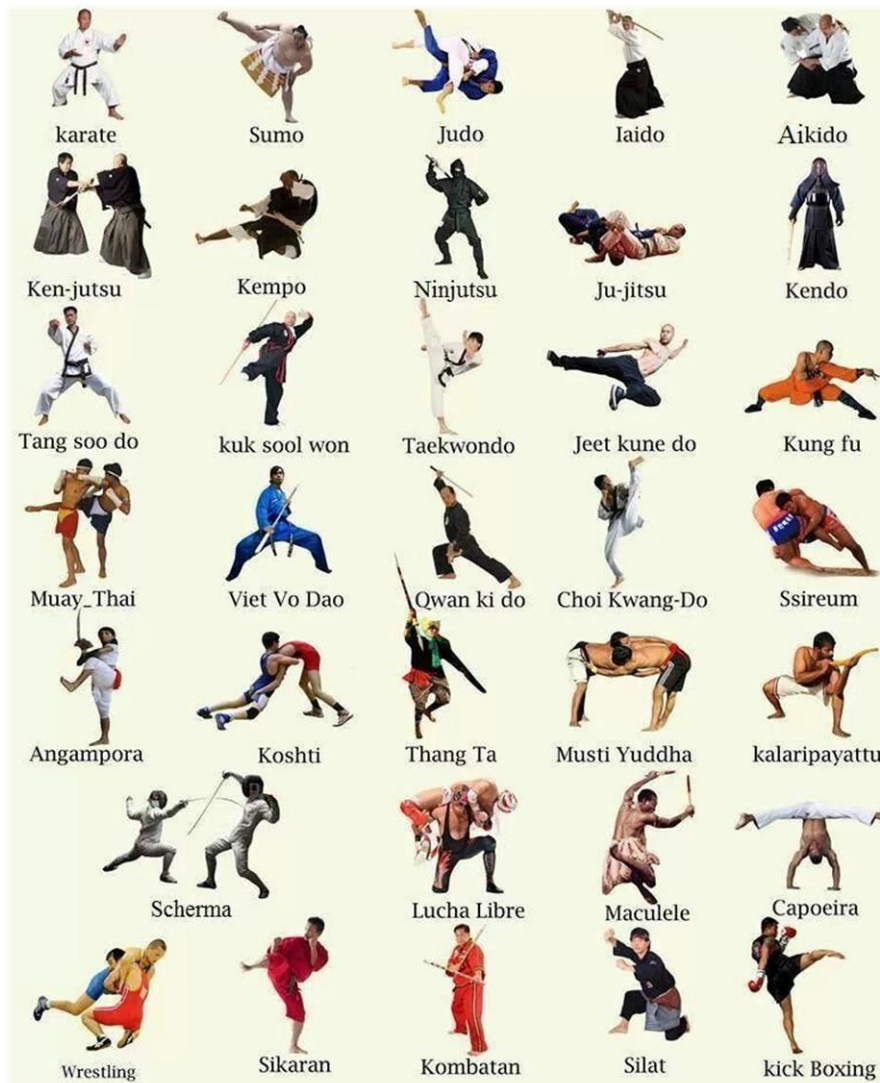 karate
Sumo
Judo
Iaido
Aikido
Ken-jutsu
Kempo
Ninjutsu
Ju-jitsu
Kendo
Tang soo do
kuk sool won
Taekwondo
Jeet kune do
Kung fu
Muay_Thai
Viet Vo Dao
Qwan ki do
Choi Kwang-Do
Ssireum
Angampora
Koshti
Thang Ta
Musti Yuddha
kalaripayattu
Scherma
Lucha Libre
Maculele
Capoeira
Wrestling
Sikaran
Kombatan
Silat
kick Boxing